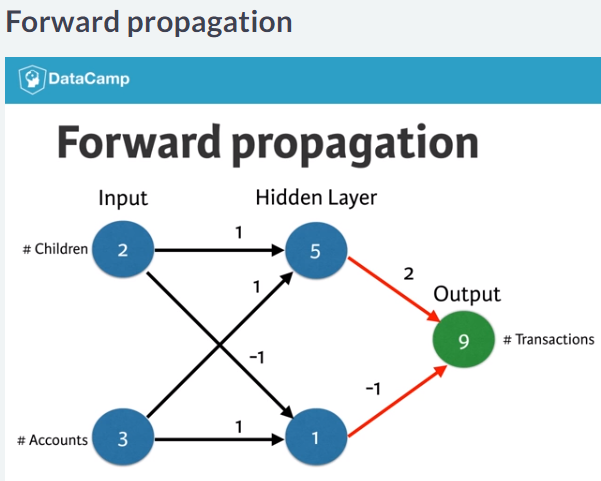 Forward propagation
DataCamp
Forward propagation
Input
Hidden Layer
# Children
2
1
5
1
2
Output
-1
9
# Transactions
-1
# Accounts
3
1
1